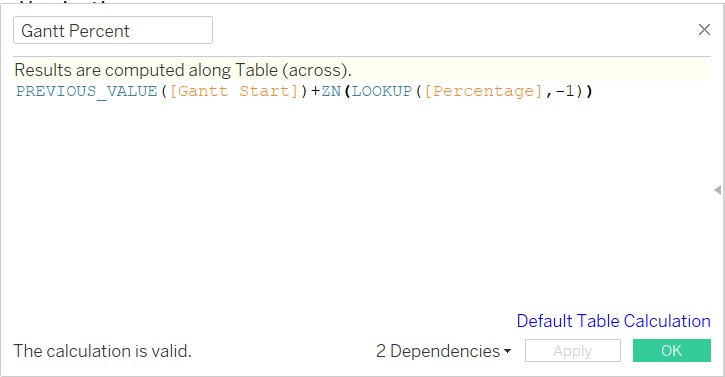 Gantt Percent
Results are computed along Table (across).
PREVIOUS_VALUE([Gantt Start])+ZN(LOOKUP([Percentage],-1))
Default Table Calculation
The calculation is valid. 2 Dependencies Apply OK